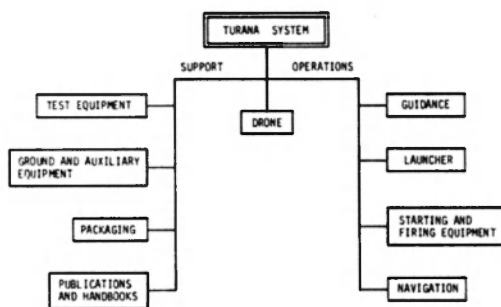 TURANA SYSTEM
SUPPORT
OPERATIONS
TEST EQUIPMENT
GROUND AND AUXILIARY
EQUIPMENT
PACKAGING
PUBLICATIONS
AND HANDBOOKS
DRONE
GUIDANCE
LAUNCHER
STARTING AND
FIRING EQUIPMENT
NAVIGATION